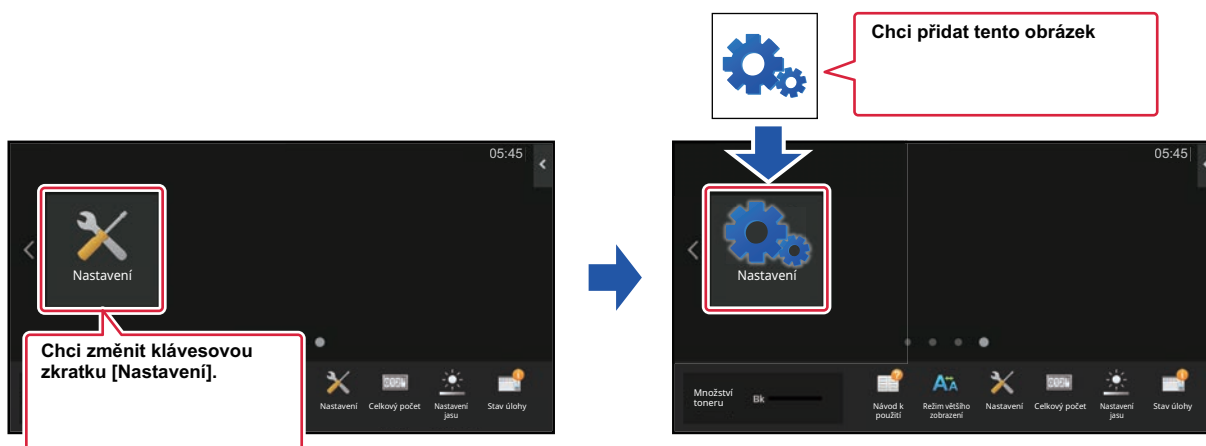 Chci přidat tento obrázek
05:45
Nastavení
Chci změnit klávesovou
zkratku [Nastavení].
Nastavení
Celkový počet
Nastavení
jasu
Stav úlohy
05:45
Nastavení
Množství
toneru
Bk
Návod k
použití
Režim většího
zobrazení
Nastavení
Celkový počet
Nastavení
jasu
Stav úlohy